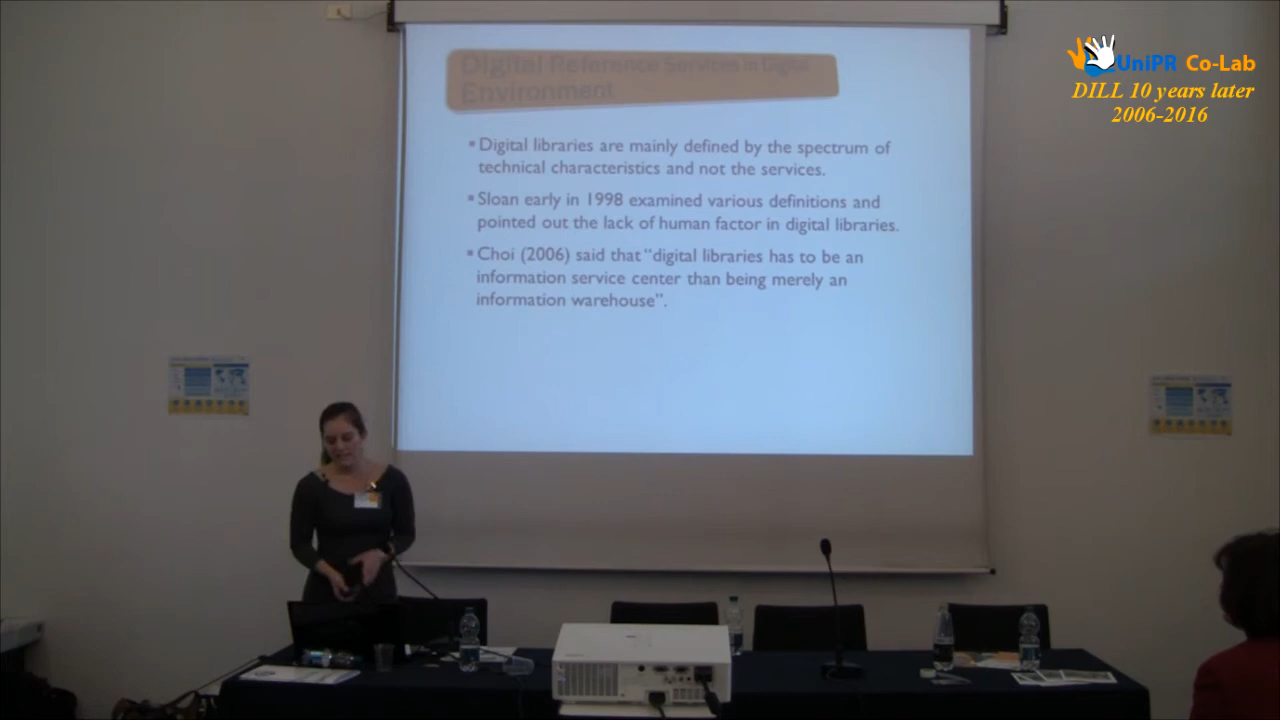 UniPR Co-Lab
DILL 10 years later
2006-2016
Digital Reference Services in Digital
Environment
Digital libraries are mainly defined by the spectrum of
technical characteristics and not the services.
Sloan early in 1998 examined various definitions and
pointed out the lack of human factor in digital libraries.
Choi (2006) said that “digital libraries has to be an
information service center than being merely an
information warehouse”.